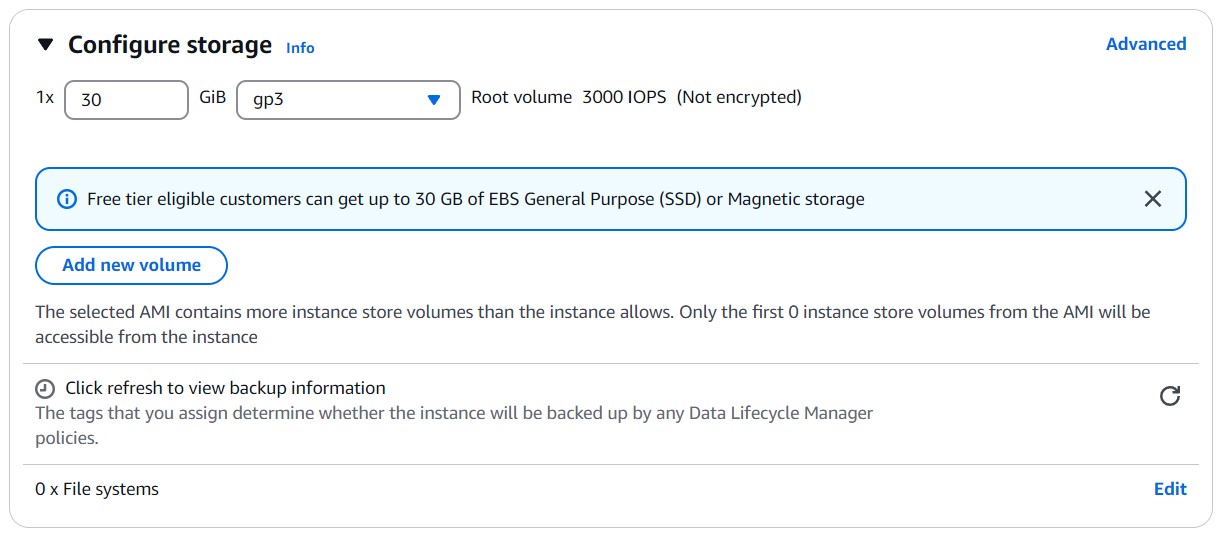 Configure storage Info Advanced
1x 30 GiB gp3 Root volume 3000 IOPS (Not encrypted)
Free tier eligible customers can get up to 30 GB of EBS General Purpose (SSD) or Magnetic storage
Add new volume
The selected AMI contains more instance store volumes than the instance allows. Only the first 0 instance store volumes from the AMI will be
accessible from the instance
Click refresh to view backup information
The tags that you assign determine whether the instance will be backed up by any Data Lifecycle Manager
policies.
0 x File systems Edit